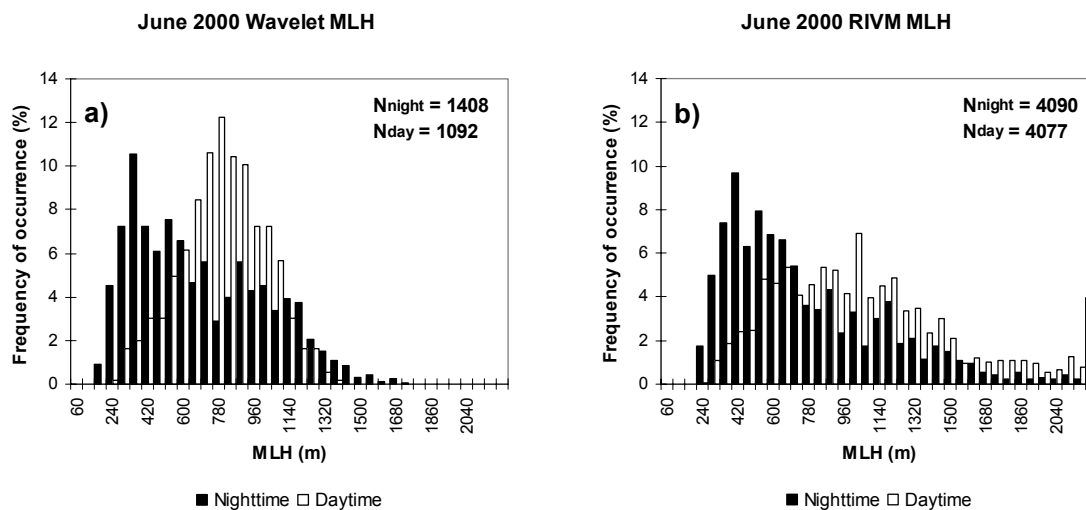 June 2000 Wavelet MLH
Frequency of occurrence (%)
14
12
10
8
6
4
2
0
a)
Nnight = 1408
Nday = 1092
60 240 420 600 780 960 1140 1320 1500 1680 1860 2040
MLH (m)
Nighttime Daytime
June 2000 RIVM MLH
Frequency of occurrence (%)
14
12
10
8
6
4
2
0
b)
Nnight = 4090
Nday = 4077
60 240 420 600 780 960 1140 1320 1500 1680 1860 2040
MLH (m)
Nighttime Daytime